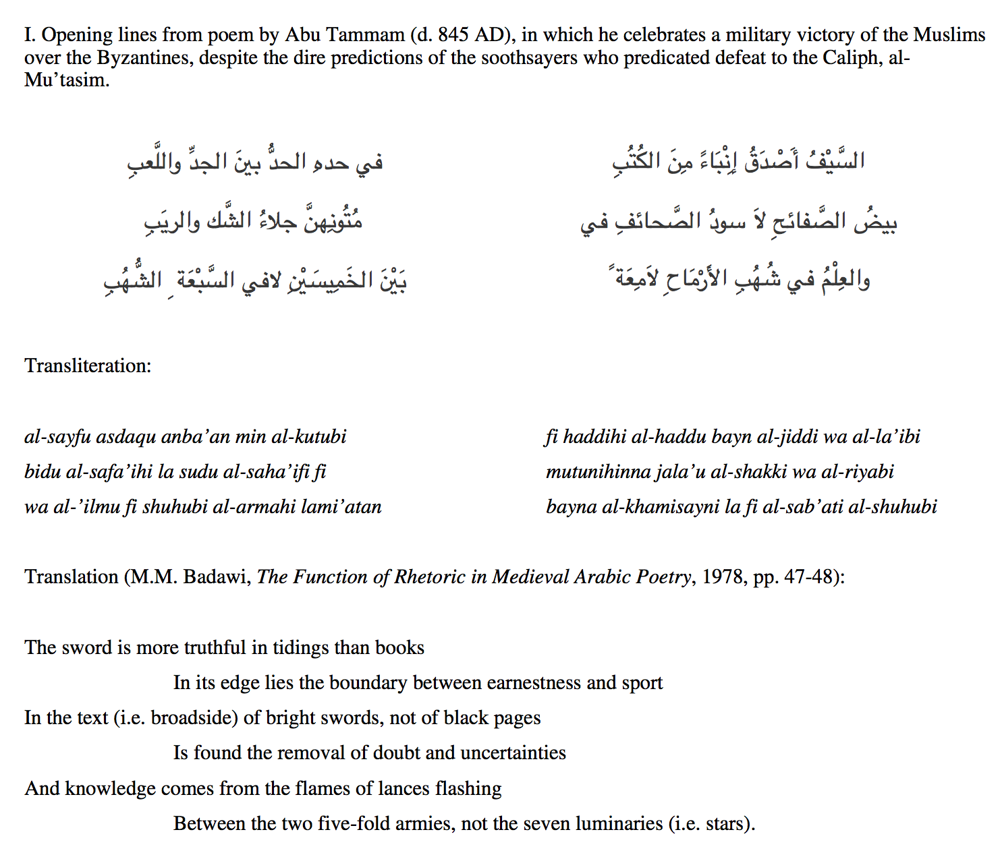 I. Opening lines from poem by Abu Tammam (d. 845 AD), in which he celebrates a military victory of the Muslims
over the Byzantines, despite the dire predictions of the soothsayers who predicated defeat to the Caliph, al-
Mu’tasim.
السَّيْفُ أَصْدَقُ إِنْبَاءً مِنَ الكُتُبِ في حدهِ الحدُّ بينَ الجدِّ واللَّعبِ
بيضُ الصَّفائحِ لاَ سودُ الصَّحائفِ في مُتُونِهنَّ جلاءُ الشَّك والريَبِ
والعِلْمُ في شُهُبِ الأَرْمَاحِ لاَمِعَةً بَيْنَ الخَمِيسَيْنِ لافي السَّبْعَةِ الشُّهُبِ
Transliteration:
al-sayfu asdaqu anba’an min al-kutubi fi haddihi al-haddu bayn al-jiddi wa al-la’ibi
bidu al-safa’ihi la sudu al-saha’ifi fi mutunihinna jala’u al-shakki wa al-riyabi
wa al-’ilmu fi shuhubi al-armahi lami’atan bayna al-khamisayni la fi al-sab’ati al-shuhubi
Translation (M.M. Badawi, The Function of Rhetoric in Medieval Arabic Poetry, 1978, pp. 47-48):
The sword is more truthful in tidings than books
In its edge lies the boundary between earnestness and sport
In the text (i.e. broadside) of bright swords, not of black pages
Is found the removal of doubt and uncertainties
And knowledge comes from the flames of lances flashing
Between the two five-fold armies, not the seven luminaries (i.e. stars).